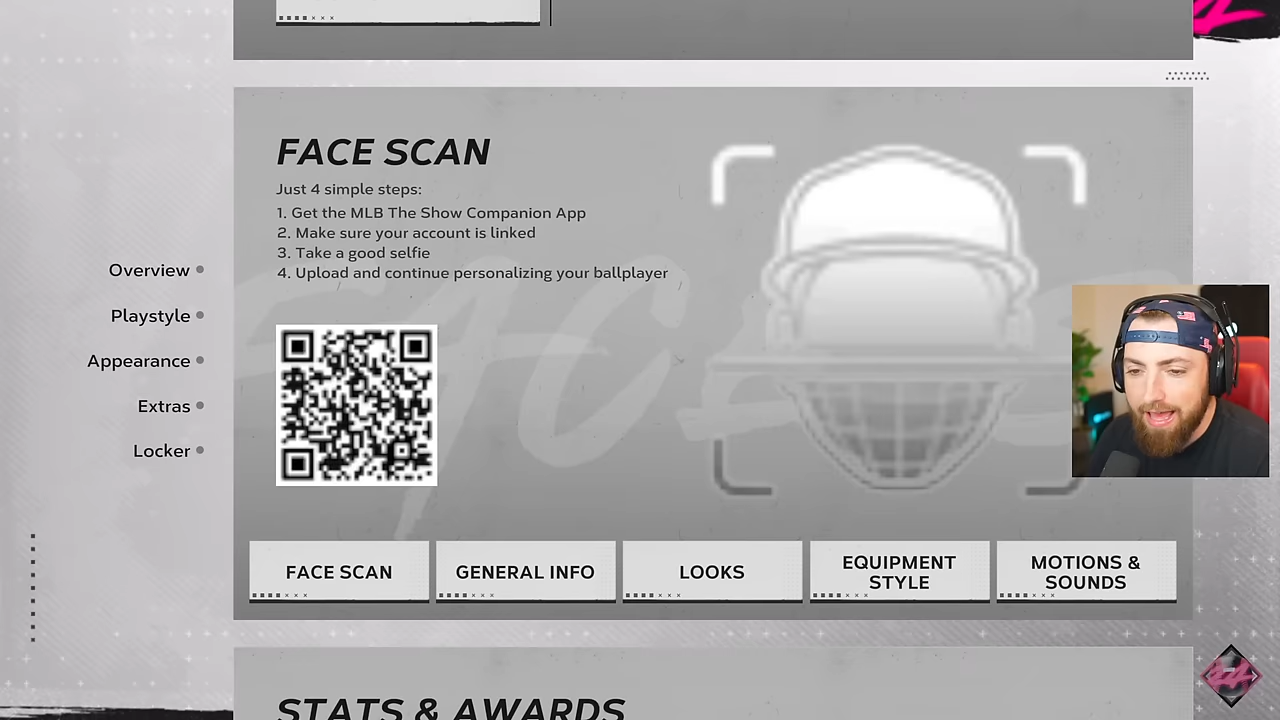 FACE SCAN
Just 4 simple steps:
1. Get the MLB The Show Companion App
2. Make sure your account is linked
3. Take a good selfie
4. Upload and continue personalizing your ballplayer
Overview
Playstyle
Appearance
Extras
Locker
FACE SCAN
GENERAL INFO
LOOKS
EQUIPMENT
STYLE
MOTIONS &
SOUNDS
STATS & AWARDS